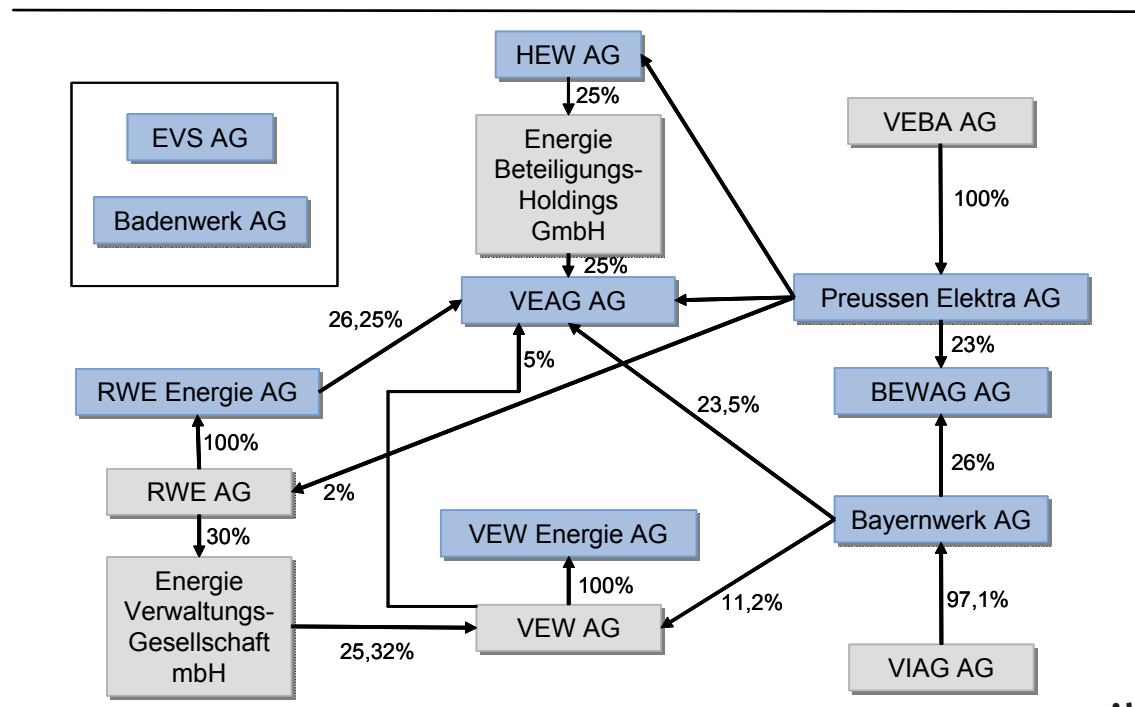 HEW AG
25%
Energie
Beteiligungs-
Holdings
GmbH
25%
VEAG AG
EVS AG
Badenwerk AG
VEBA AG
100%
Preussen Elektra AG
23%
BEWAG AG
26%
Bayernwerk AG
97,1%
VIAG AG
26,25%
5%
23,5%
RWE Energie AG
100%
RWE AG
2%
30%
Energie
Verwaltungs-
Gesellschaft
mbH
25,32%
VEW Energie AG
100%
VEW AG
11,2%